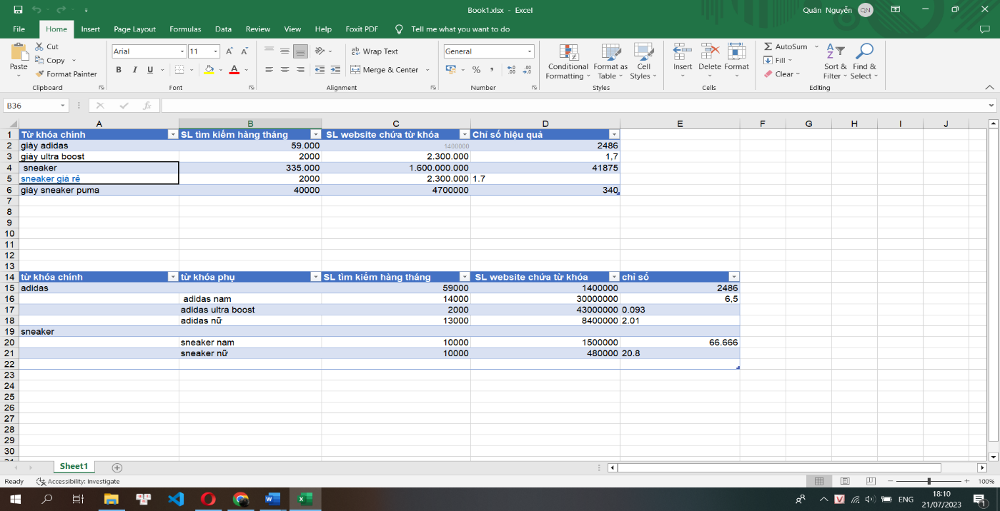 Book1.xlsx - Excel
Quân Nguyễn QN
File Home Insert Page Layout Formulas Data Review View Help Foxit PDF Tell me what you want to do
Paste
Cut
Copy
Format Painter
Clipboard
Arial 11
B I U
Font
Wrap Text
Merge & Center
Alignment
General
Number
Conditional Formatting
Format as Table
Cell Styles
Styles
Insert Delete Format
Cells
AutoSum
Fill
Clear
Sort & Filter
Find & Select
Editing
B36
A B C D E F G H I J
1 Từ khóa chính SL tìm kiếm hàng tháng SL website chứa từ khóa Chỉ số hiệu quả
2 giày adidas 59.000 1400000 2486
3 giày ultra boost 2000 2.300.000 1,7
4 sneaker 335.000 1.600.000.000 41875
5 sneaker giá rẻ 2000 2.300.000 1.7
6 giày sneaker puma 40000 4700000 340
7
8
9
10
11
12
13
14 từ khóa chính từ khóa phụ SL tìm kiếm hàng tháng SL website chứa từ khóa chỉ số
15 adidas 59000 1400000 2486
16 adidas nam 14000 30000000 6,5
17 adidas ultra boost 2000 43000000 0.093
18 adidas nữ 13000 8400000 2.01
19 sneaker
20 sneaker nam 10000 1500000 66.666
21 sneaker nữ 10000 480000 20.8
22
23
24
25
26
27
28
29
30
Sheet1
Ready Accessibility: Investigate 100%
ENG 18:10
21/07/2023